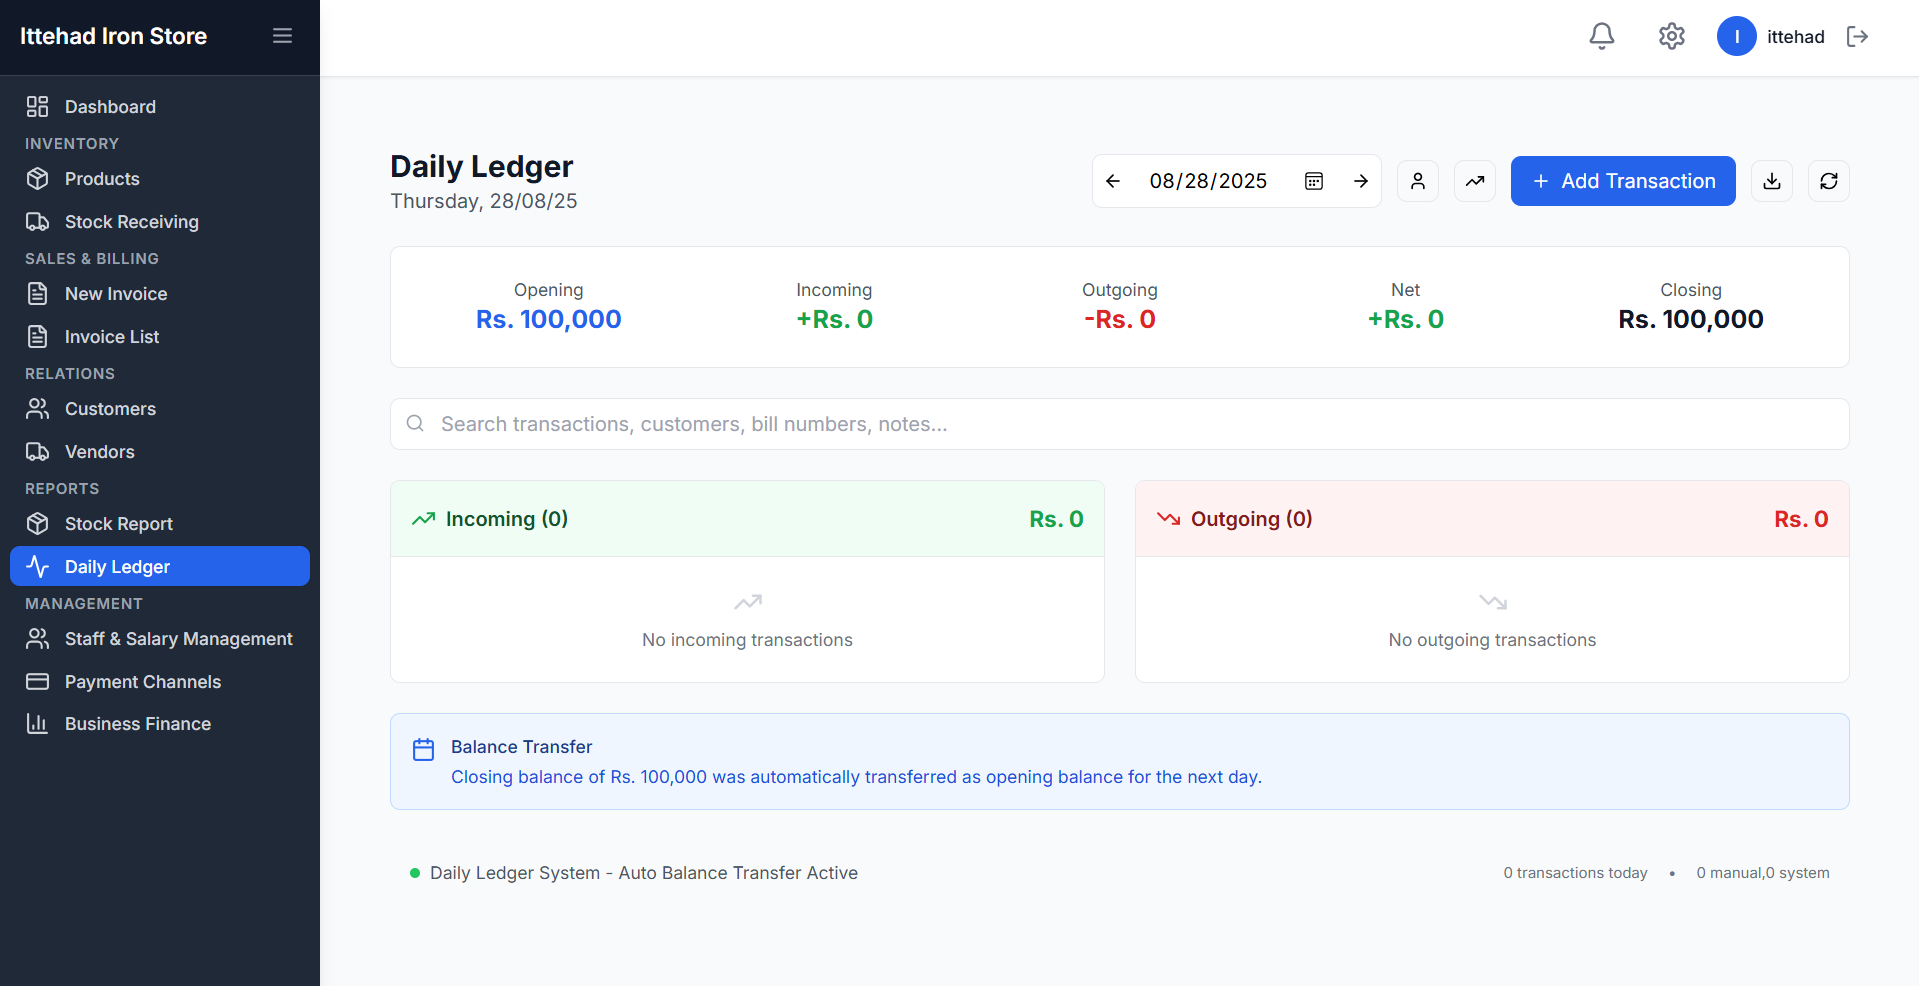 Ittehad Iron Store
Dashboard
INVENTORY
Products
Stock Receiving
SALES & BILLING
New Invoice
Invoice List
RELATIONS
Customers
Vendors
REPORTS
Stock Report
Daily Ledger
MANAGEMENT
Staff & Salary Management
Payment Channels
Business Finance
I
ittehad
Daily Ledger
Thursday, 28/08/25
08/28/2025
Add Transaction
Opening
Rs. 100,000
Incoming
+Rs. 0
Outgoing
-Rs. 0
Net
+Rs. 0
Closing
Rs. 100,000
Search transactions, customers, bill numbers, notes...
Incoming (0)
Rs. 0
No incoming transactions
Outgoing (0)
Rs. 0
No outgoing transactions
Balance Transfer
Closing balance of Rs. 100,000 was automatically transferred as opening balance for the next day.
Daily Ledger System - Auto Balance Transfer Active
0 transactions today • 0 manual,0 system